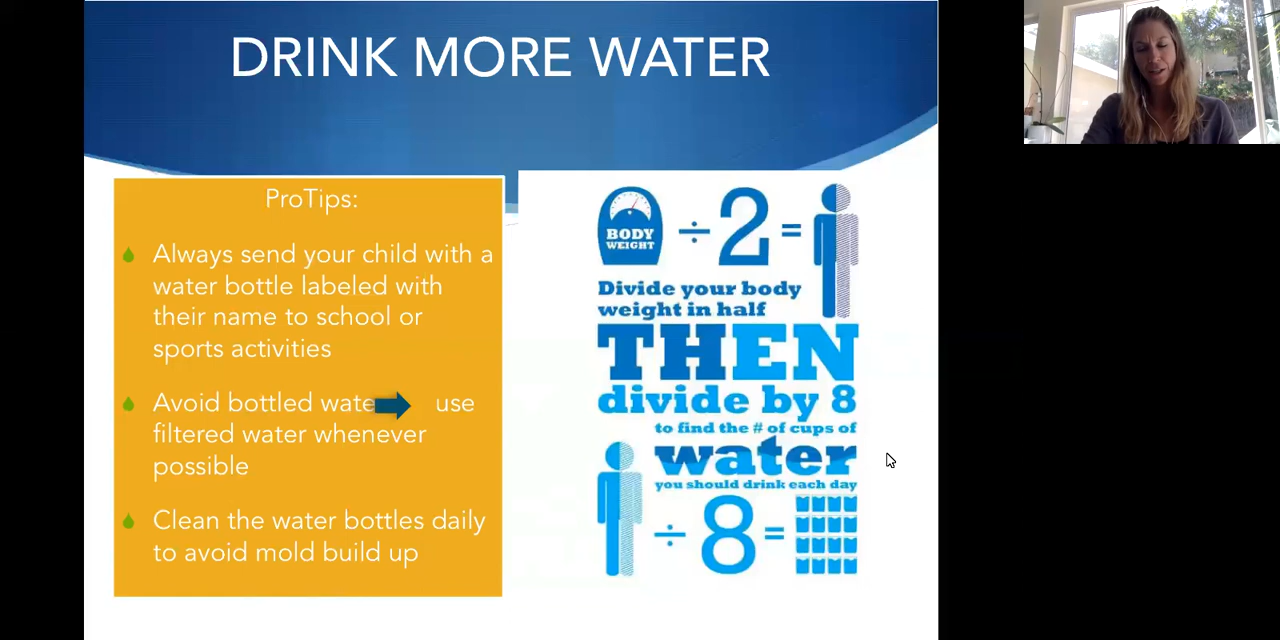 DRINK MORE WATER
ProTips:
Always send your child with a
water bottle labeled with
their name to school or
sports activities
Avoid bottled wate use
filtered water whenever
possible
Clean the water bottles daily
to avoid mold build up
BODY
WEIGHT
÷ 2 =
Divide your body
weight in half
THEN
divide by 8
to find the # of cups of
water
you should drink each day
÷ 8 =